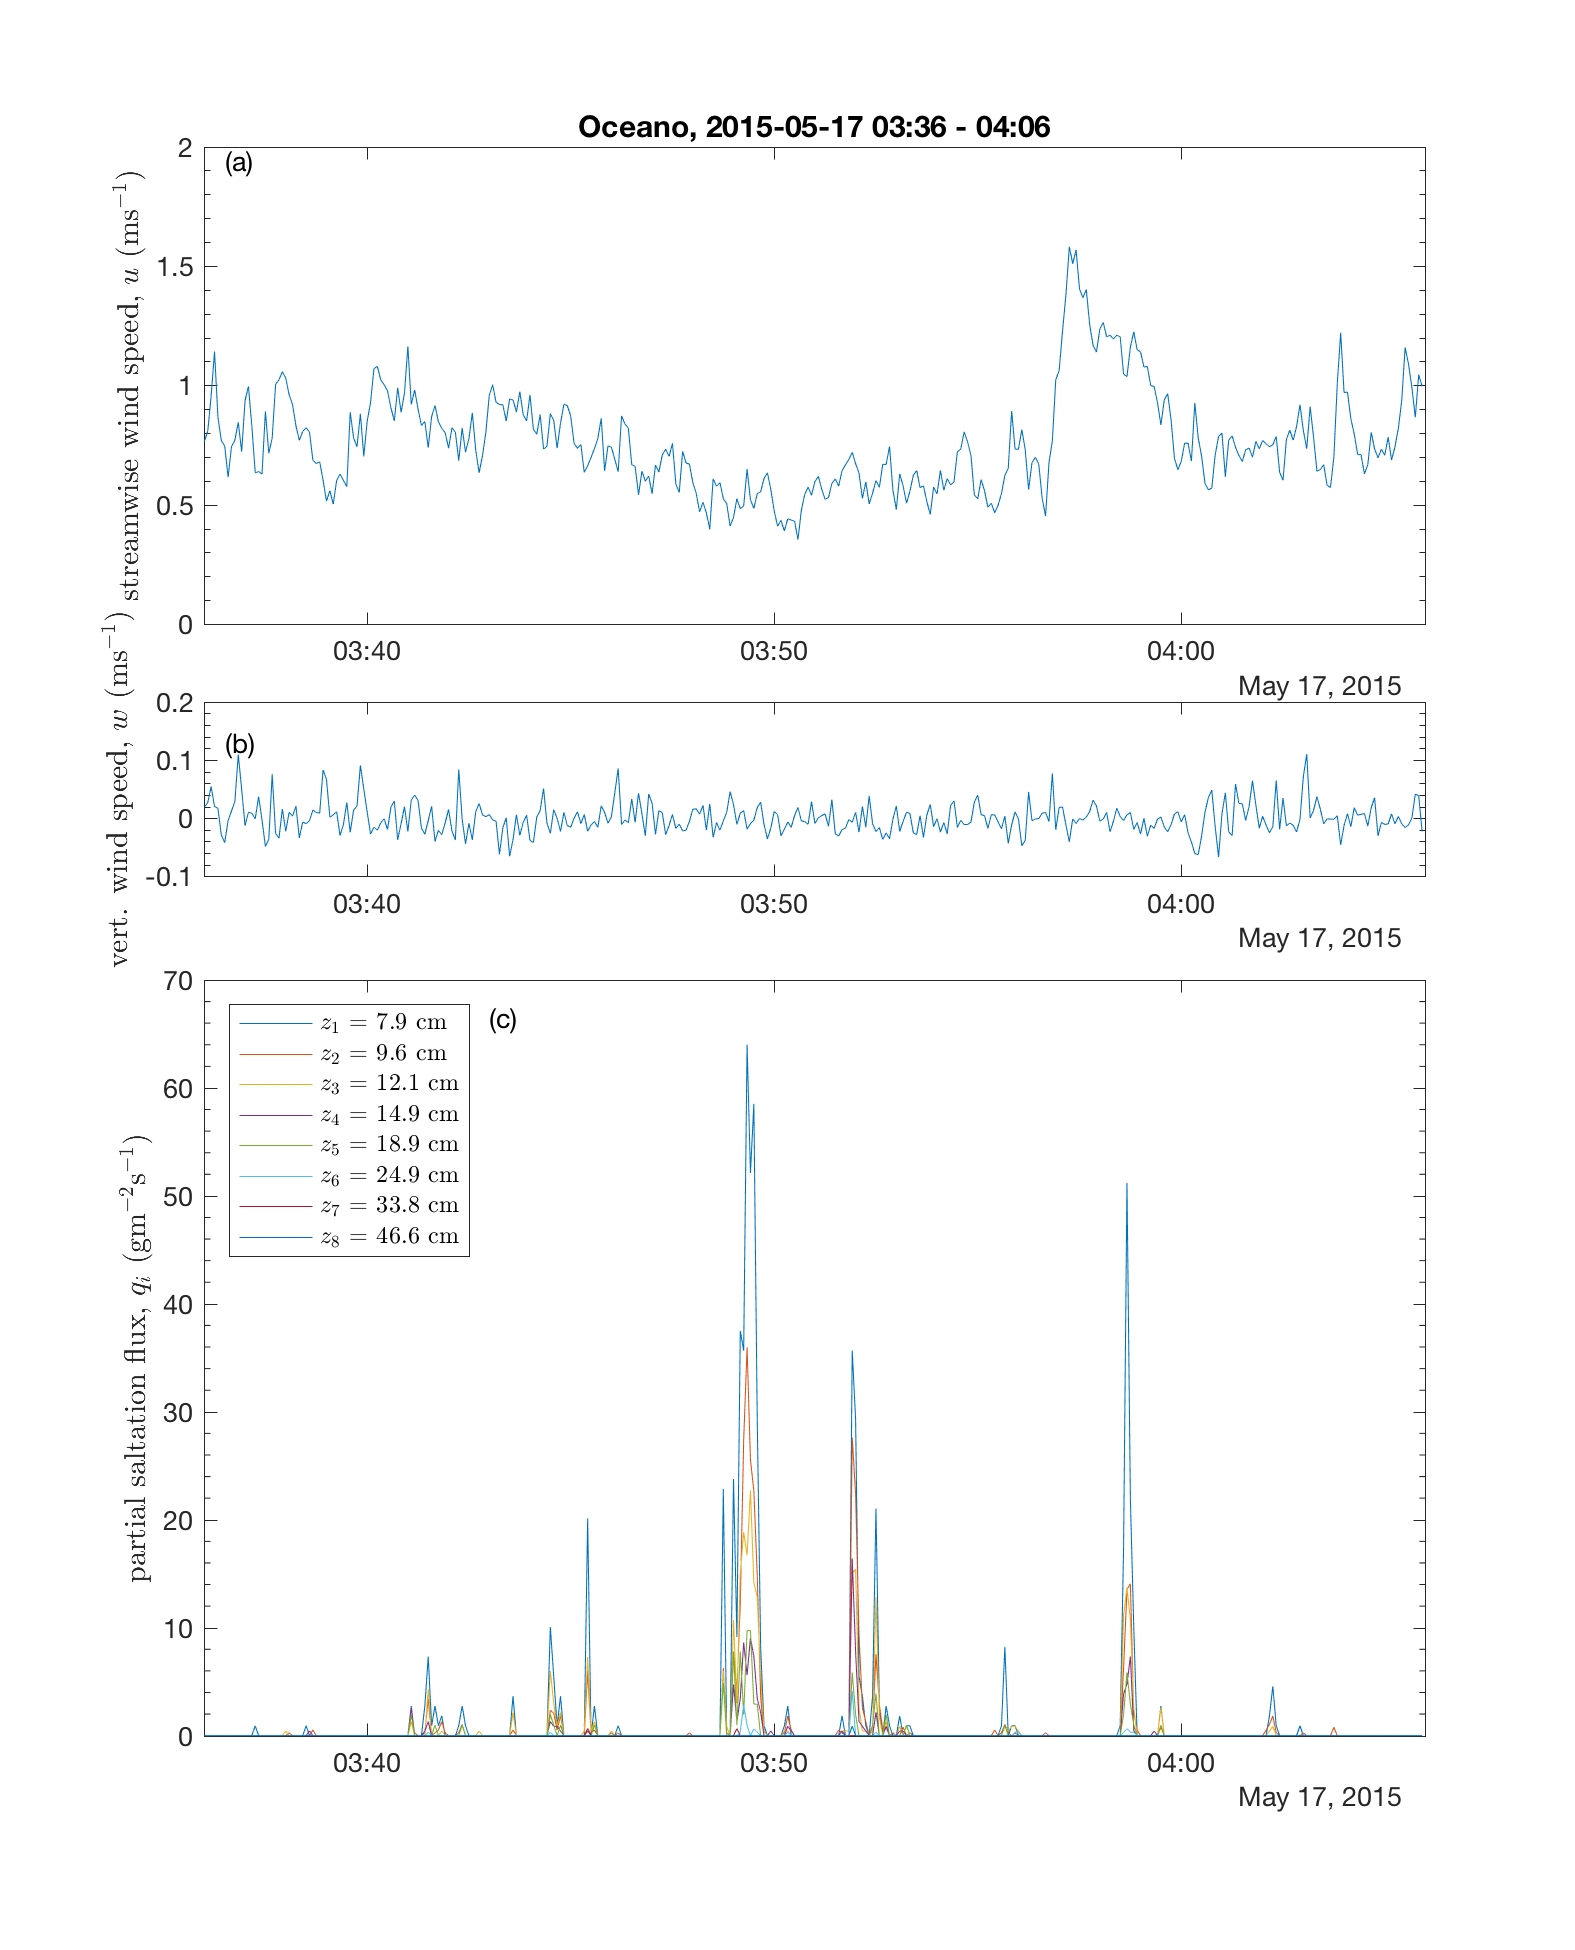 Oceano, 2015-05-17 03:36 - 04:06
(a)
streamwise wind speed, u (ms⁻¹)
2
1.5
1
0.5
0
03:40 03:50 04:00
May 17, 2015
(b)
vert. wind speed, w (ms⁻¹)
0.2
0.1
0
-0.1
03:40 03:50 04:00
May 17, 2015
(c)
partial saltation flux, qᵢ (gm⁻²s⁻¹)
70
60
50
40
30
20
10
0
z₁ = 7.9 cm
z₂ = 9.6 cm
z₃ = 12.1 cm
z₄ = 14.9 cm
z₅ = 18.9 cm
z₆ = 24.9 cm
z₇ = 33.8 cm
z₈ = 46.6 cm
03:40 03:50 04:00
May 17, 2015